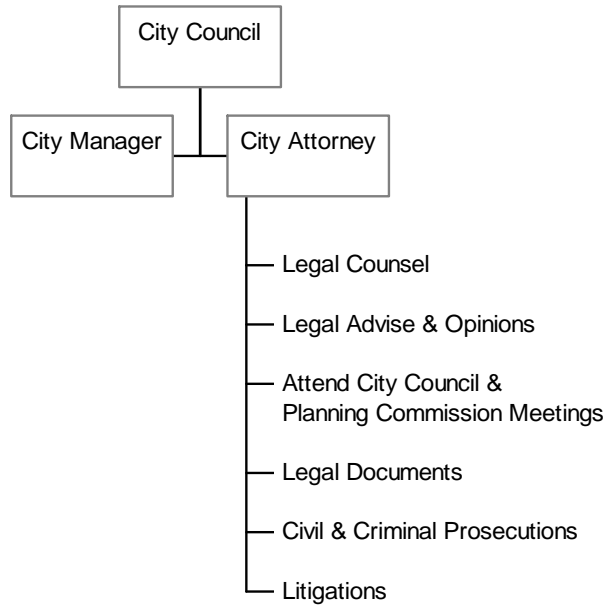 City Council
City Manager
City Attorney
Legal Counsel
Legal Advise & Opinions
Attend City Council &
Planning Commission Meetings
Legal Documents
Civil & Criminal Prosecutions
Litigations